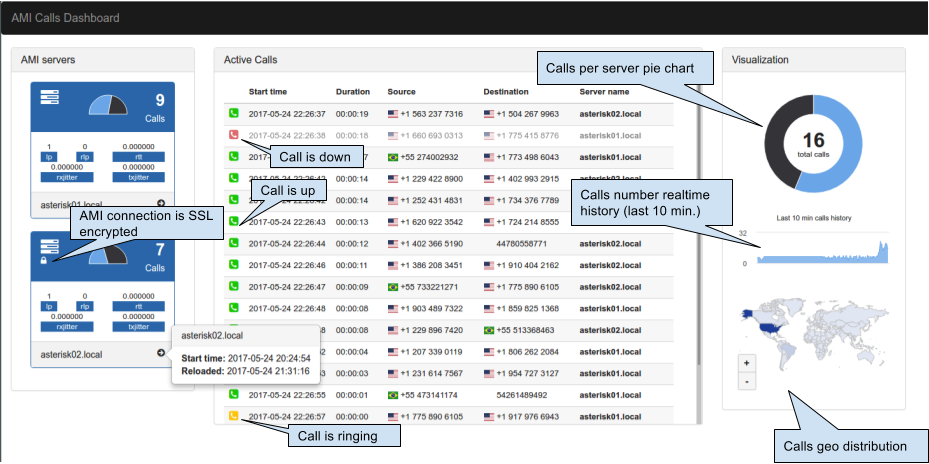 AMI Calls Dashboard
AMI servers
9
Calls
1 0 0.000000
lp rlp rtt
0.000000 0.000000
rxjitter txjitter
asterisk01.local
AMI connection is SSL
encrypted
7
Calls
1 0 0.000000
lp rlp rtt
0.000000 0.000000
rxjitter txjitter
asterisk02.local
asterisk02.local
Start time: 2017-05-24 20:24:54
Reloaded: 2017-05-24 21:31:16
Active Calls
Start time Duration Source Destination Server name
2017-05-24 22:26:37 00:00:19 +1 563 237 7316 +1 504 267 9963 asterisk02.local
2017-05-24 22:26:38 00:00:18 +1 660 693 0313 +1 775 415 8776 asterisk01.local
Call is down
2017-05-24 7 +55 274002932 +1 773 498 6043 asterisk01.local
00:00:14 +1 229 422 8900 +1 402 993 2915 asterisk01.local
Call is up
00:00:14 +1 252 431 4831 +1 734 376 7789 asterisk01.local
2017-05-24 22:26:43 00:00:13 +1 620 922 3542 +1 724 214 8555 asterisk01.local
2017-05-24 22:26:44 00:00:12 +1 402 366 5190 44780558771 asterisk02.local
2017-05-24 22:26:4 00:00:11 +1 386 208 3451 +1 910 404 2162 asterisk01.local
2017-05-24 22:26:47 00:00:09 +55 733221271 +1 775 890 6105 asterisk02.local
2017-05-24 22:26:48 00:00:08 +1 903 489 7322 +1 859 825 1368 asterisk01.local
:48 00:00:08 +1 229 896 7420 +55 513368463 asterisk02.local
2 00:00:04 +1 207 339 0119 +1 806 262 2084 asterisk01.local
3 00:00:03 +1 231 614 7567 +1 954 727 3127 asterisk01.local
2017-05-24 22:26:55 00:00:01 +55 473141174 54261489492 asterisk02.local
2017-05-24 22:26:57 00:00:00 +1 775 890 6105 +1 917 976 6943 asterisk01.local
Call is ringing
Visualization
Calls per server pie chart
16
total calls
Calls number realtime
history (last 10 min.)
Last 10 min calls history
32
0
+
-
Calls geo distribution